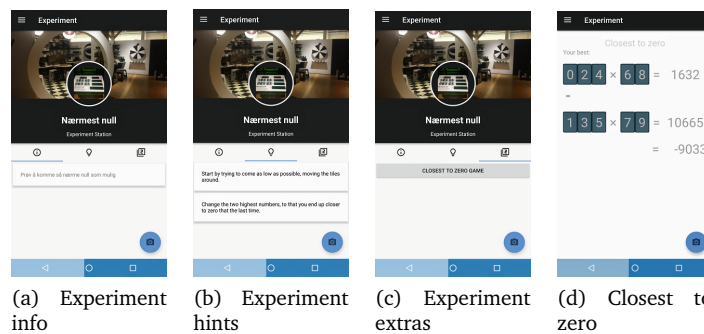 Experiment
Nærmest null
Experiment Station
Prøv å komme så nærme null som mulig
(a) Experiment info
Experiment
Nærmest null
Experiment Station
Start by trying to come as low as possible, moving the tiles
around.
Change the two highest numbers, to that you end up closer
to zero that the last time.
(b) Experiment hints
Experiment
Nærmest null
Experiment Station
CLOSEST TO ZERO GAME
(c) Experiment extras
Experiment
Closest to zero
Your best:
0 2 4 × 6 8 = 1632
-
1 3 5 × 7 9 = 10665
= -9033
(d) Closest to zero